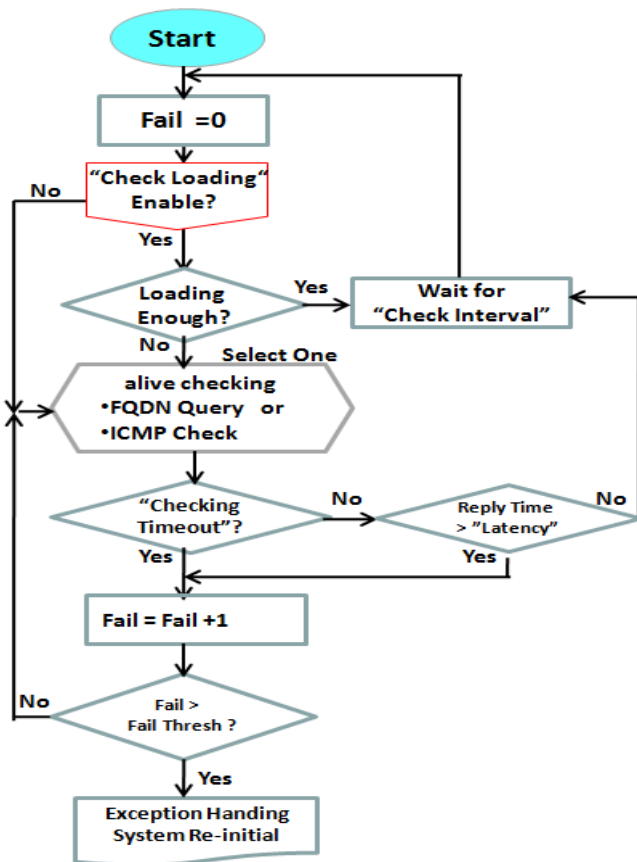 Start
Fail =0
No
“Check Loading“
Enable?
Yes
Loading
Enough?
Yes
Wait for
“Check Interval”
No
Select One
alive checking
•FQDN Query or
•ICMP Check
“Checking
Timeout”?
No
Reply Time
> ”Latency”
No
Yes
Yes
Fail = Fail +1
No
Fail >
Fail Thresh ?
Yes
Exception Handing
System Re-initial